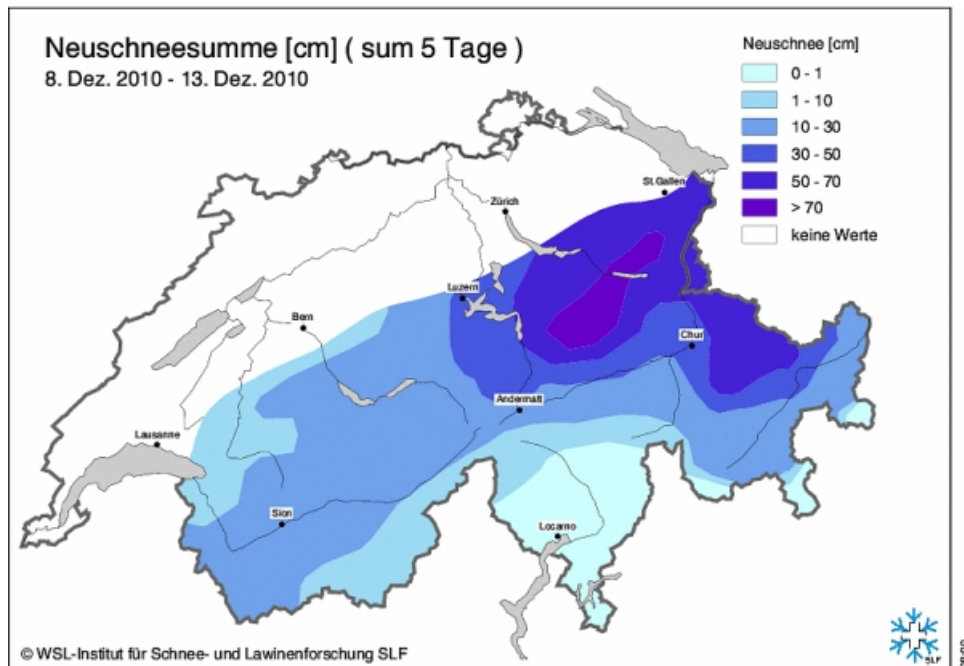 Neuschneesumme [cm] ( sum 5 Tage )
8. Dez. 2010 - 13. Dez. 2010
Neuschnee [cm]
0 - 1
1 - 10
10 - 30
30 - 50
50 - 70
> 70
keine Werte
St.Gallen
Zürich
Luzern
Bern
Chur
Andermatt
Lausanne
Sion
Locarno
© WSL-Institut für Schnee- und Lawinenforschung SLF
SLF